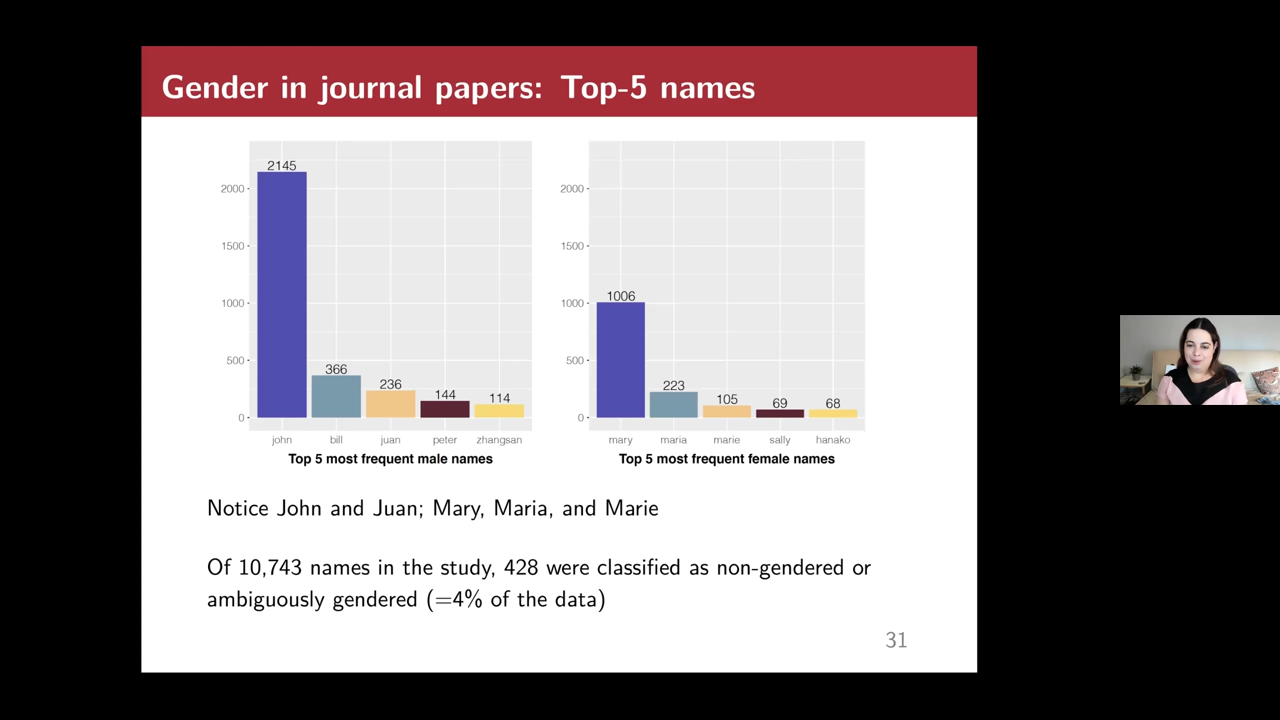 Gender in journal papers: Top-5 names
2145
2000
1500
1000
500
0
366
236
144
114
john bill juan peter zhangsan
Top 5 most frequent male names
2000
1500
1000
500
0
1006
223
105
69
68
mary maria marie sally hanako
Top 5 most frequent female names
Notice John and Juan; Mary, Maria, and Marie
Of 10,743 names in the study, 428 were classified as non-gendered or
ambiguously gendered (=4% of the data)
31